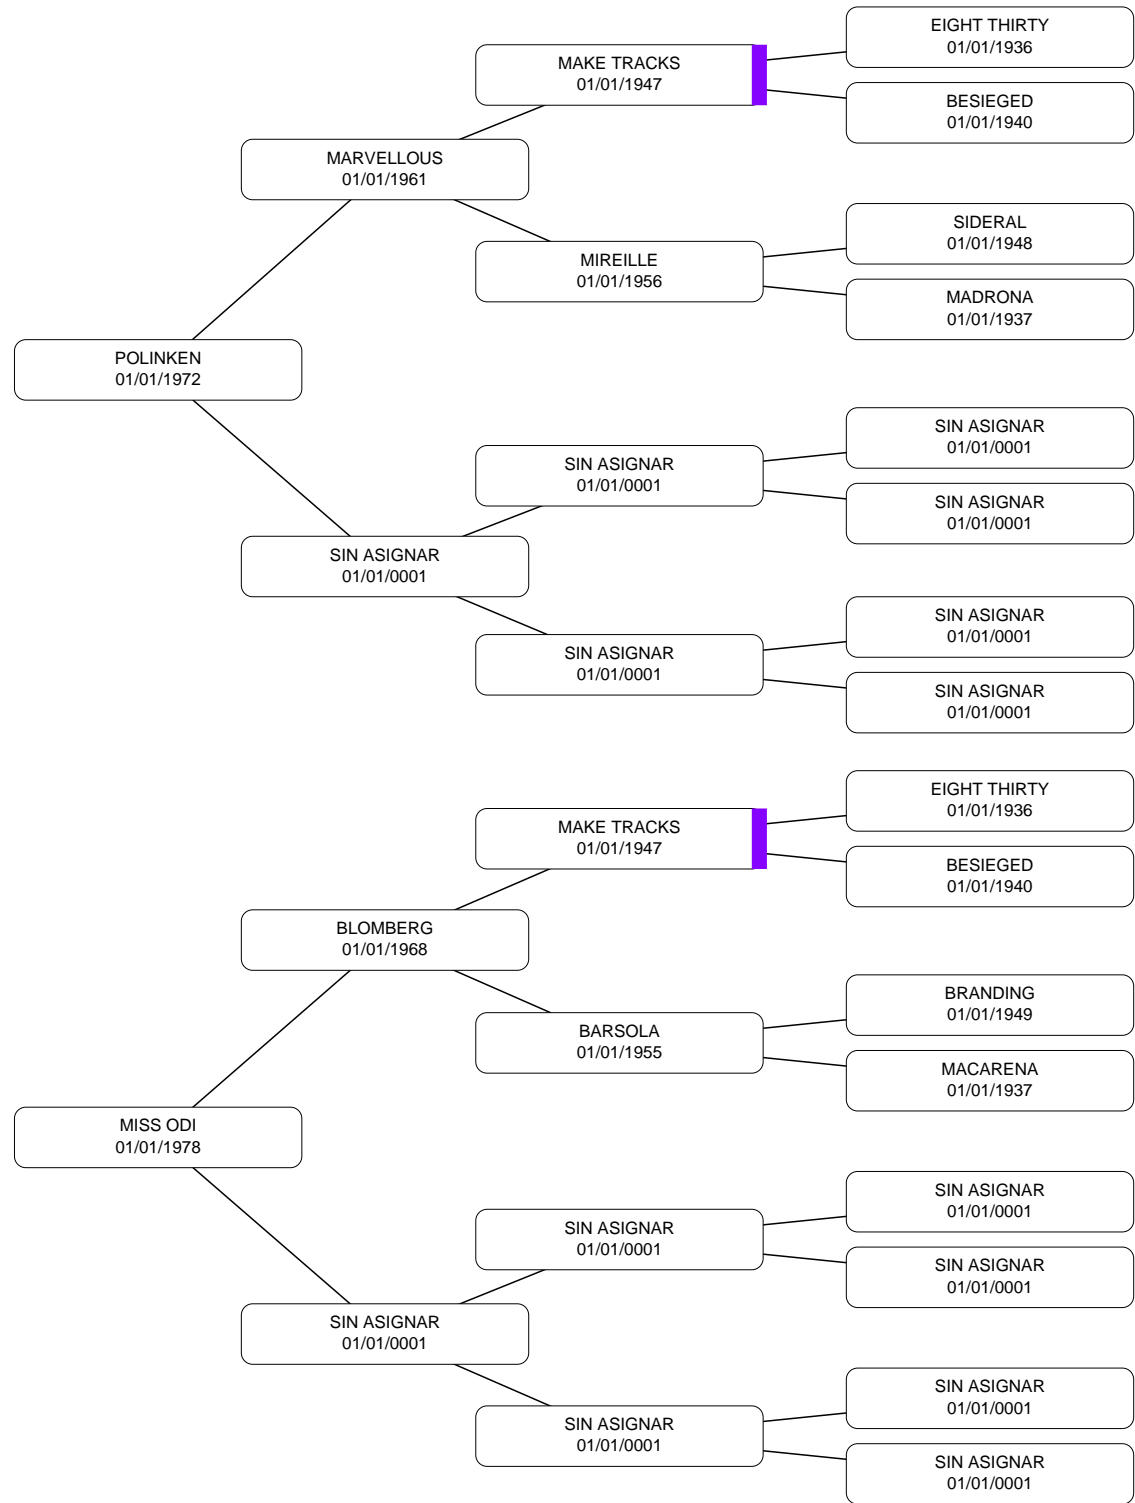 EIGHT THIRTY
01/01/1936
MAKE TRACKS
01/01/1947
BESIEGED
01/01/1940
MARVELLOUS
01/01/1961
SIDERAL
01/01/1948
MIREILLE
01/01/1956
MADRONA
01/01/1937
POLINKEN
01/01/1972
SIN ASIGNAR
01/01/0001
SIN ASIGNAR
01/01/0001
SIN ASIGNAR
01/01/0001
SIN ASIGNAR
01/01/0001
SIN ASIGNAR
01/01/0001
SIN ASIGNAR
01/01/0001
SIN ASIGNAR
01/01/0001
EIGHT THIRTY
01/01/1936
MAKE TRACKS
01/01/1947
BESIEGED
01/01/1940
BLOMBERG
01/01/1968
BRANDING
01/01/1949
BARSOLA
01/01/1955
MACARENA
01/01/1937
MISS ODI
01/01/1978
SIN ASIGNAR
01/01/0001
SIN ASIGNAR
01/01/0001
SIN ASIGNAR
01/01/0001
SIN ASIGNAR
01/01/0001
SIN ASIGNAR
01/01/0001
SIN ASIGNAR
01/01/0001
SIN ASIGNAR
01/01/0001